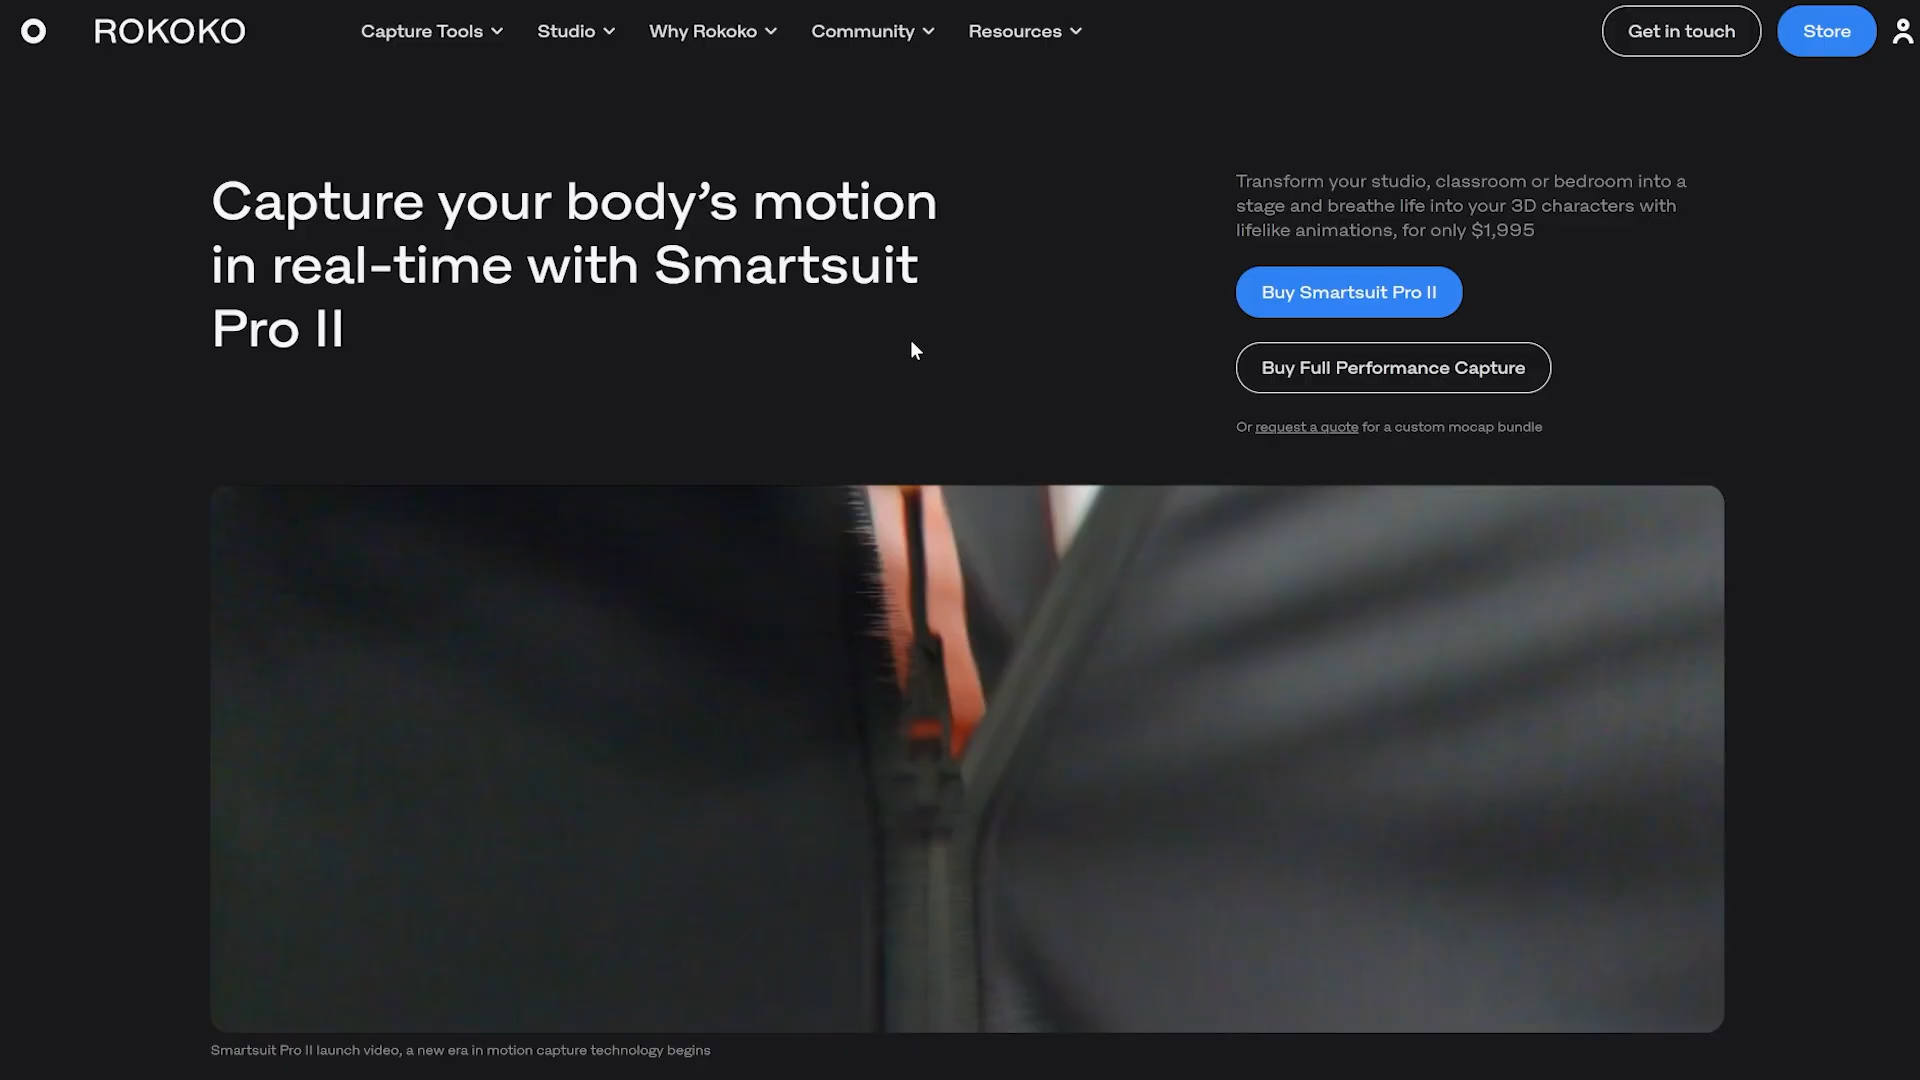 ROKOKO
Capture Tools
Studio
Why Rokoko
Community
Resources
Get in touch
Store
Capture your body’s motion
in real-time with Smartsuit
Pro II
Transform your studio, classroom or bedroom into a
stage and breathe life into your 3D characters with
lifelike animations, for only $1,995
Buy Smartsuit Pro II
Buy Full Performance Capture
Or request a quote for a custom mocap bundle
Smartsuit Pro II launch video, a new era in motion capture technology begins